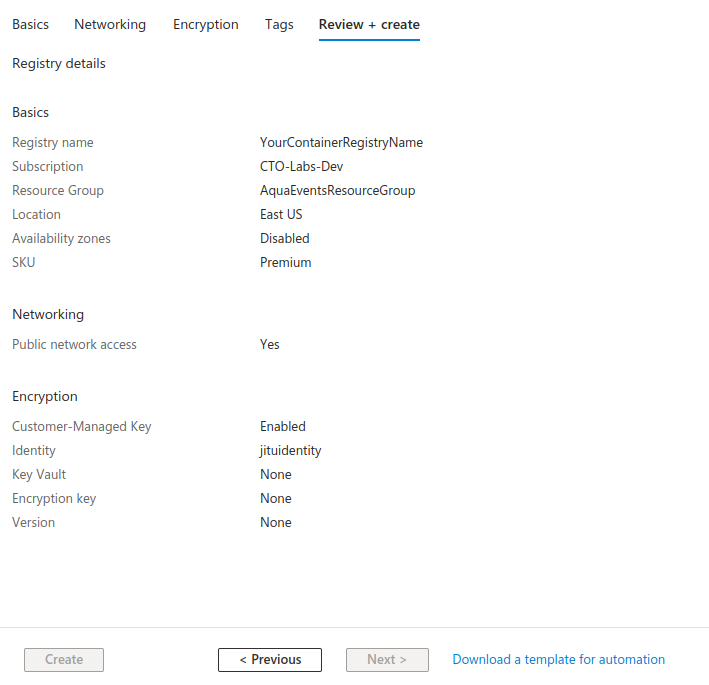 Basics Networking Encryption Tags Review + create
Registry details
Basics
Registry name YourContainerRegistryName
Subscription CTO-Labs-Dev
Resource Group AquaEventsResourceGroup
Location East US
Availability zones Disabled
SKU Premium
Networking
Public network access Yes
Encryption
Customer-Managed Key Enabled
Identity jituidentity
Key Vault None
Encryption key None
Version None
Create < Previous Next > Download a template for automation